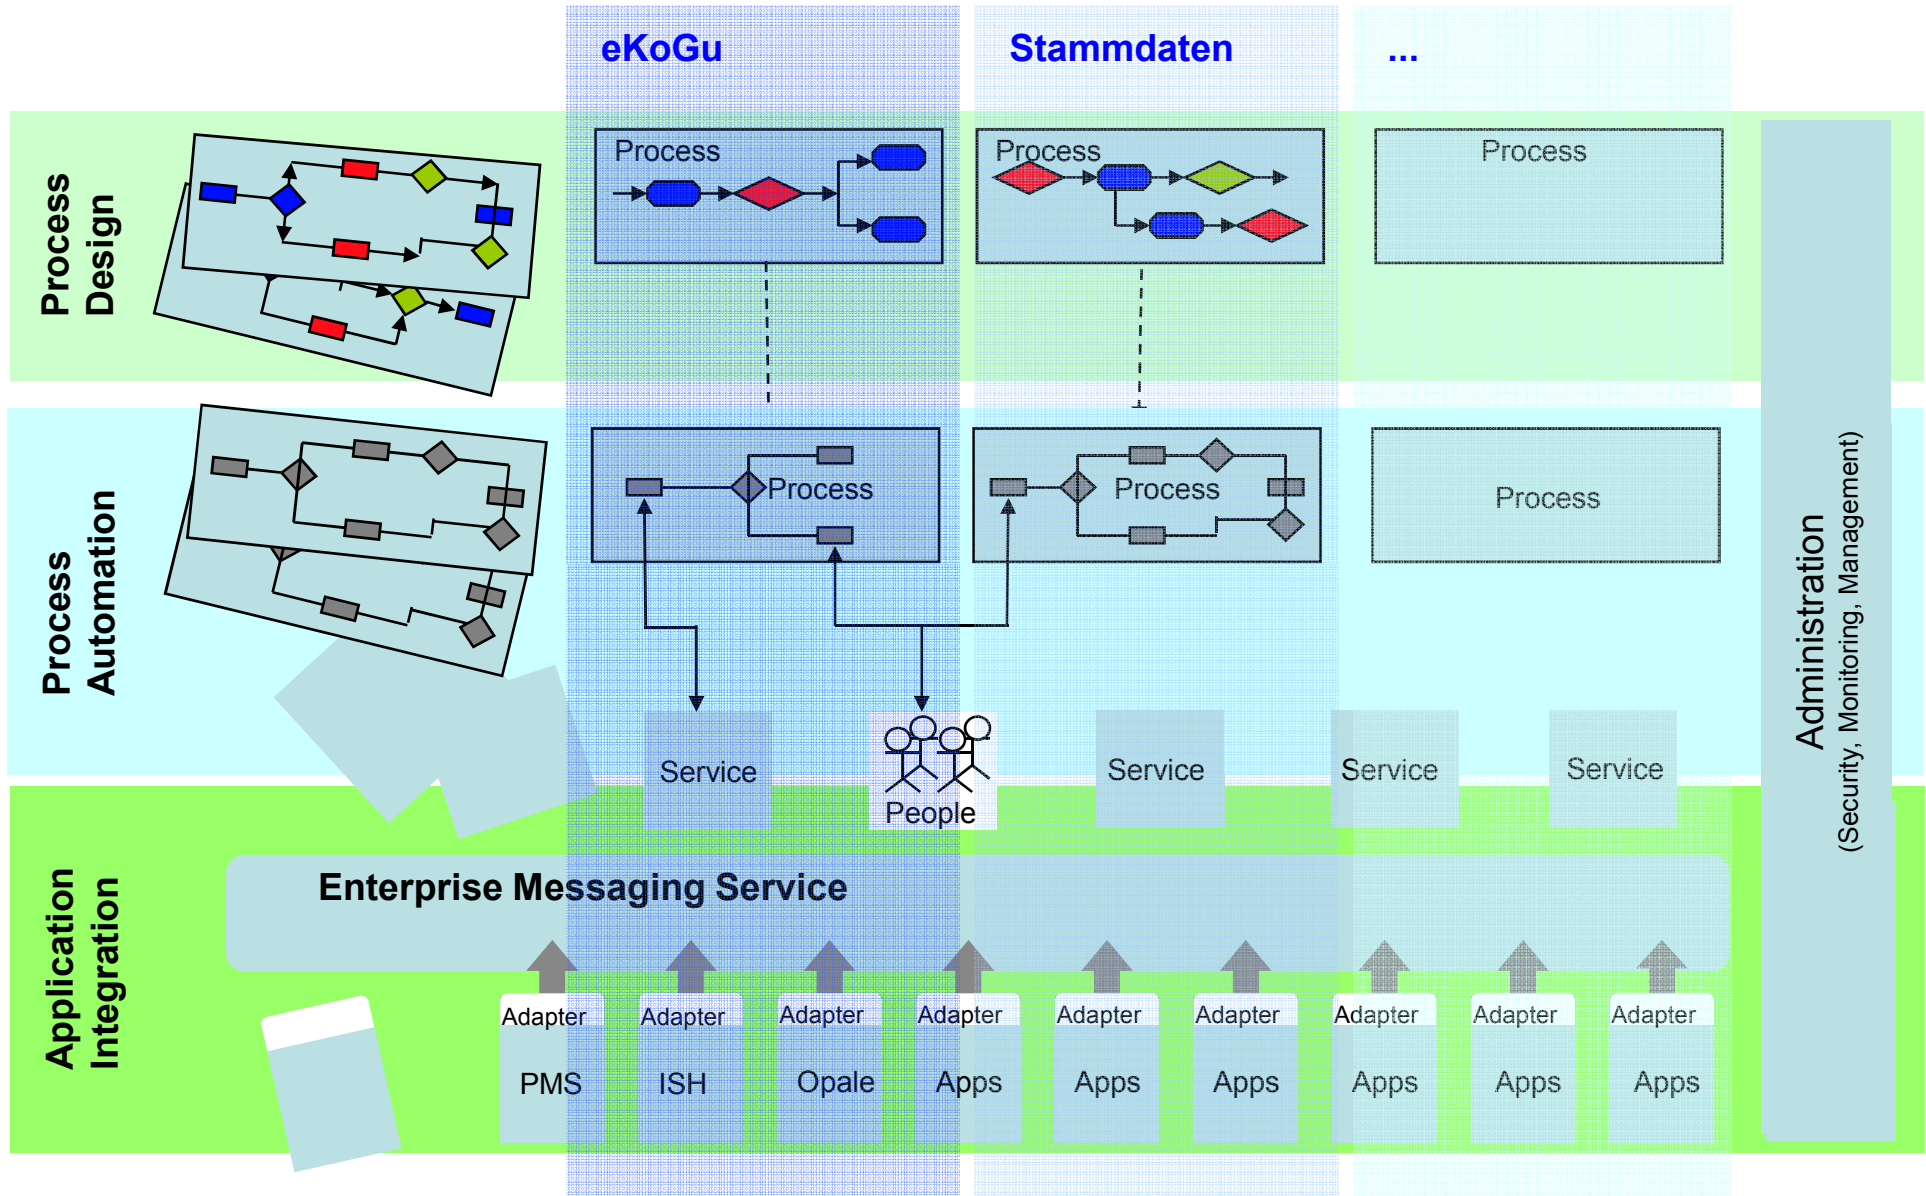 eKoGu
Stammdaten
...
Process
Design
Process
Process
Process
Process
Automation
Process
Process
Process
Administration
(Security, Monitoring, Management)
Service
People
Service
Service
Service
Application
Integration
Enterprise Messaging Service
Adapter
Adapter
Adapter
Adapter
Adapter
Adapter
Adapter
Adapter
Adapter
PMS
ISH
Opale
Apps
Apps
Apps
Apps
Apps
Apps